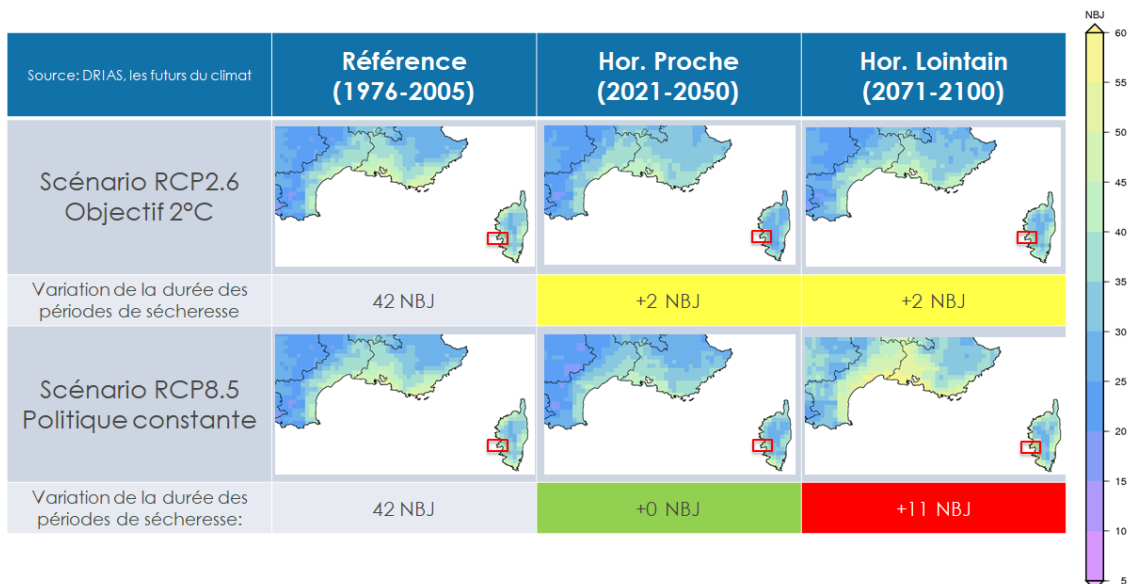 NBJ
Source: DRIAS, les futurs du climat
Référence
(1976-2005)
Hor. Proche
(2021-2050)
Hor. Lointain
(2071-2100)
Scénario RCP2.6
Objectif 2°C
Variation de la durée des
périodes de sécheresse
42 NBJ
+2 NBJ
+2 NBJ
Scénario RCP8.5
Politique constante
Variation de la durée des
périodes de sécheresse:
42 NBJ
+0 NBJ
+11 NBJ
60
55
50
45
40
35
30
25
20
15
10
5